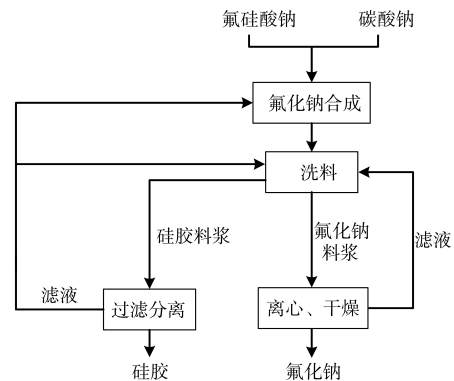 氟硅酸钠
碳酸钠
氟化钠合成
洗料
硅胶料浆
氟化钠
料浆
滤液
滤液
过滤分离
离心、干燥
硅胶
氟化钠